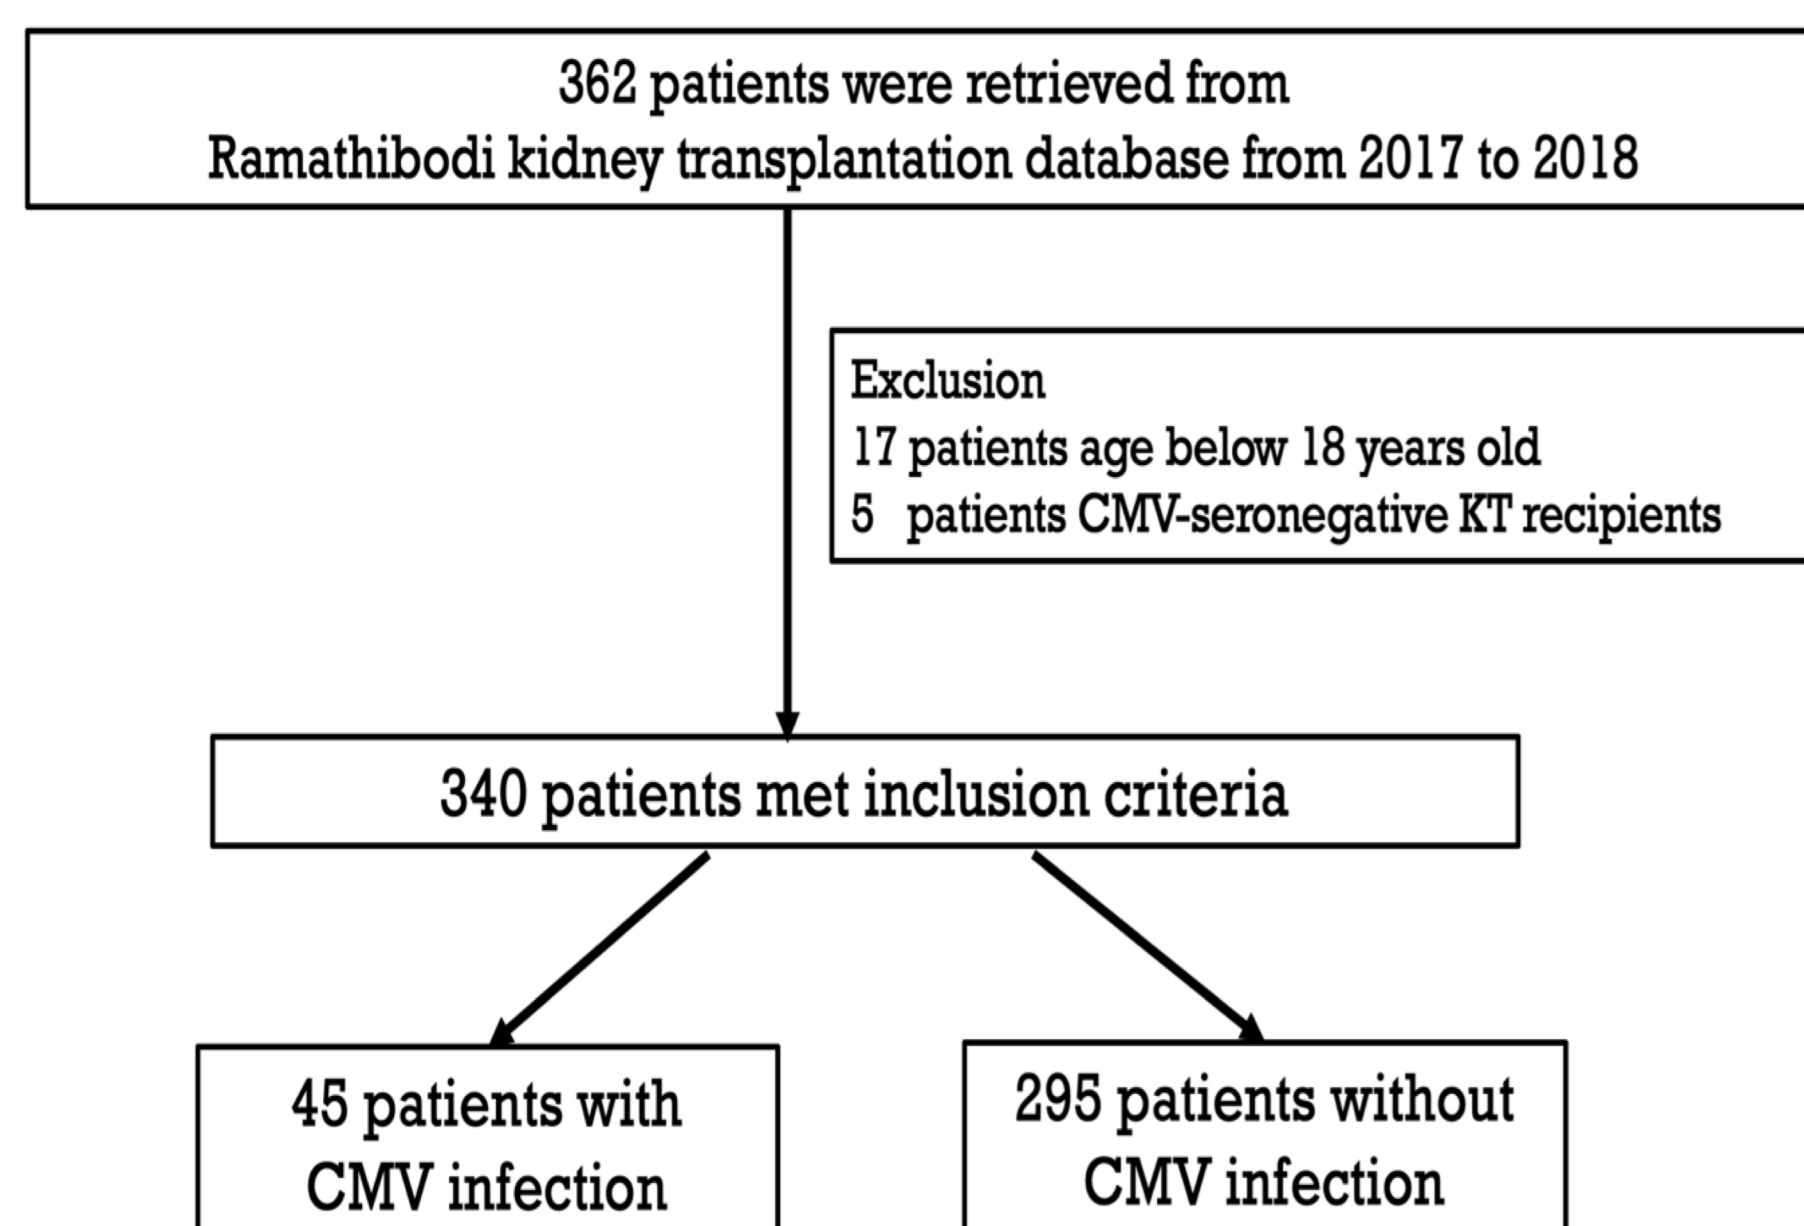 362 patients were retrieved from
Ramathibodi kidney transplantation database from 2017 to 2018
Exclusion
17 patients age below 18 years old
5 patients CMV-seronegative KT recipients
340 patients met inclusion criteria
45 patients with
CMV infection
295 patients without
CMV infection